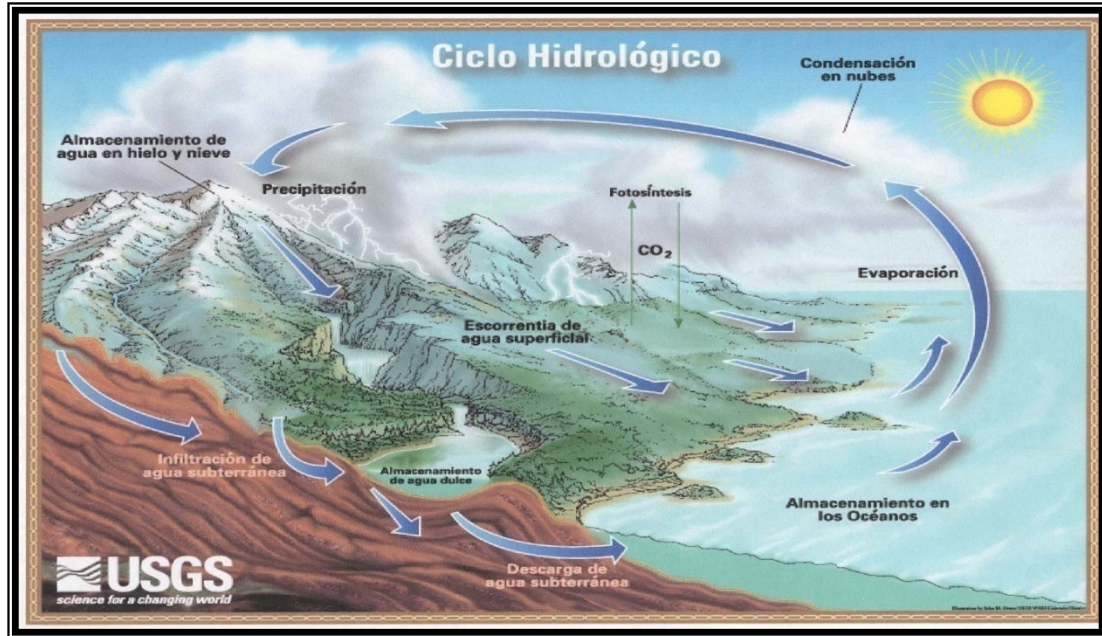 Ciclo Hidrológico
Condensación
en nubes
Almacenamiento de
agua en hielo y nieve
Precipitación
Fotosíntesis
CO₂
Evaporación
Escorrentia de
agua superficial
Infiltración de
agua subterránea
Almacenamiento
de agua dulce
Almacenamiento en
los Océanos
Descarga de
agua subterránea
USGS
science for a changing world